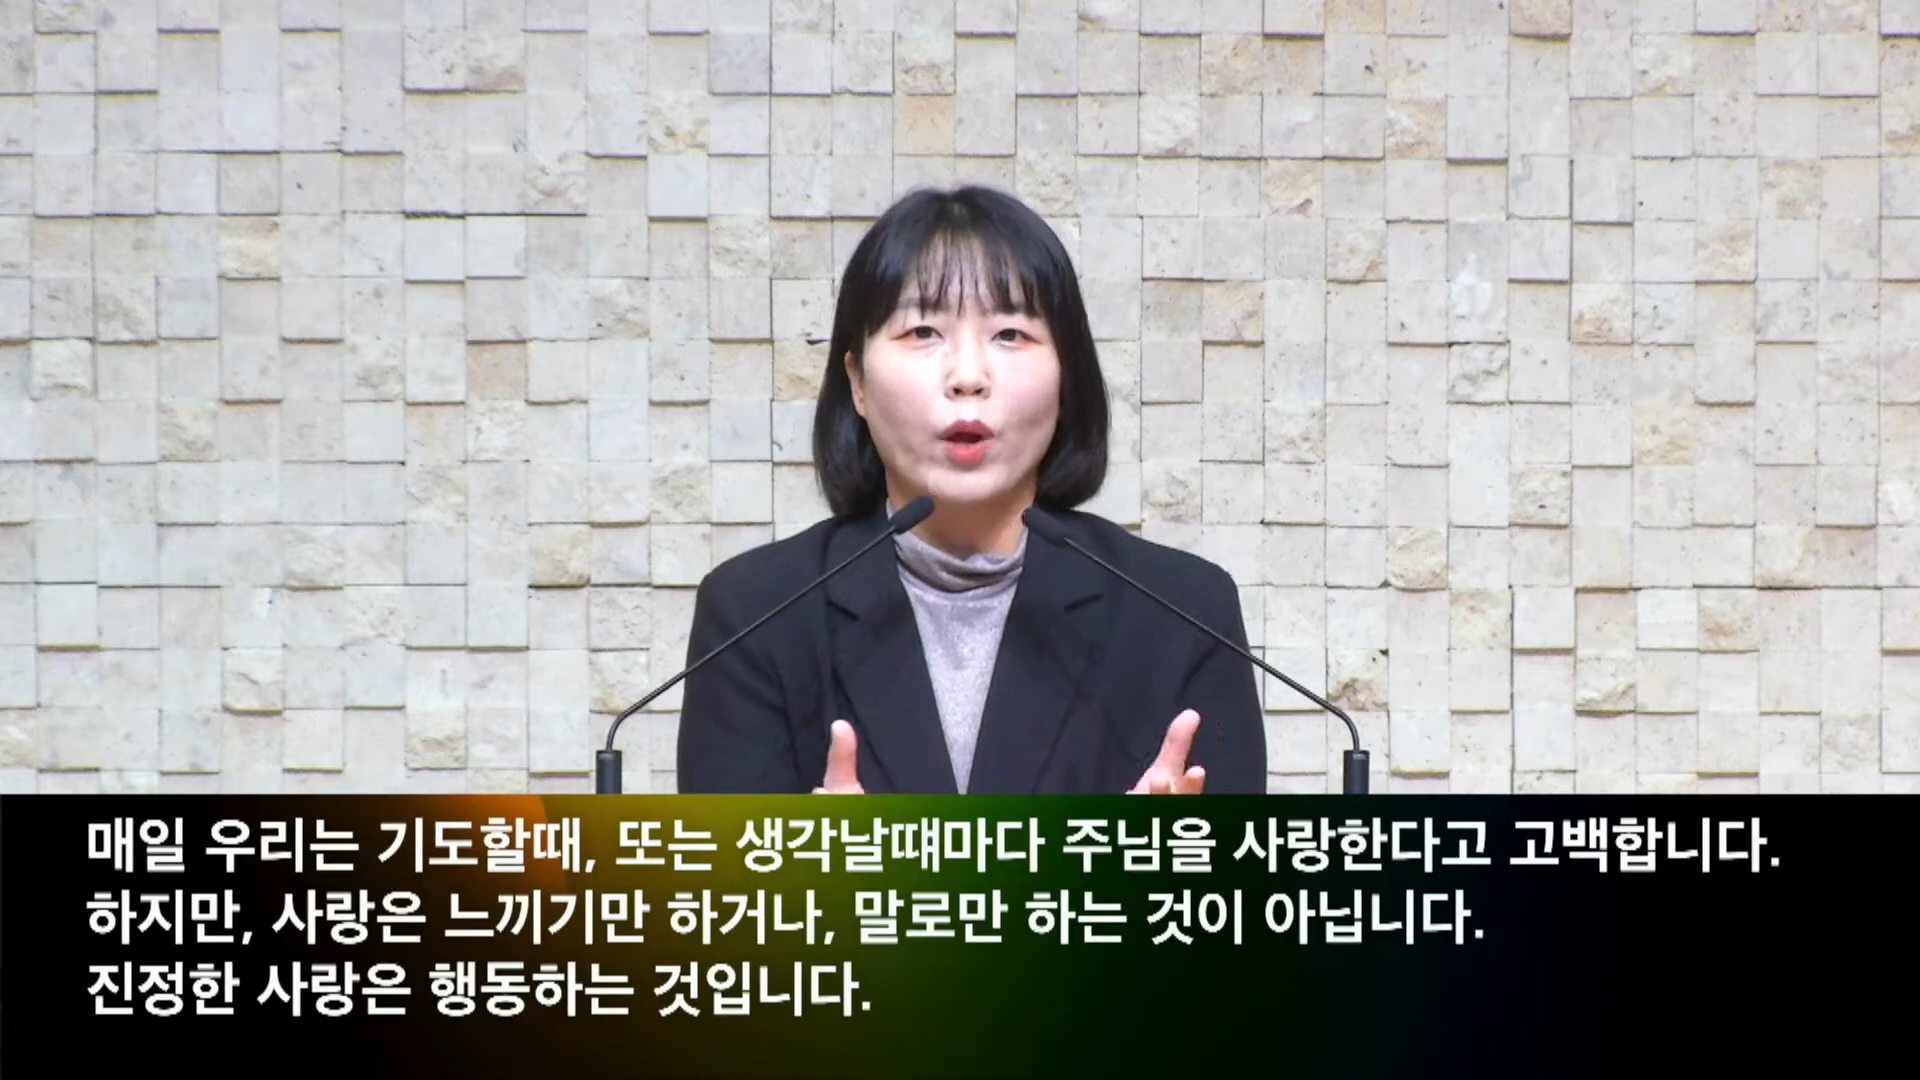 매일 우리는 기도할때, 또는 생각날떄마다 주님을 사랑한다고 고백합니다.
하지만, 사랑은 느끼기만 하거나, 말로만 하는 것이 아닙니다.
진정한 사랑은 행동하는 것입니다.